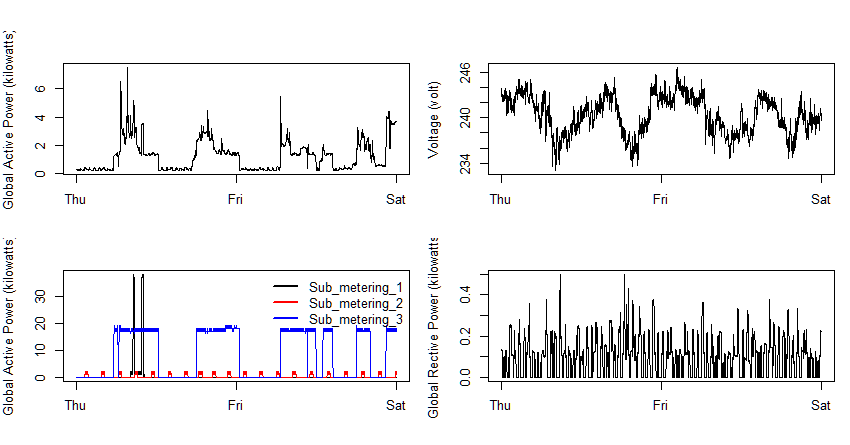 Global Active Power (kilowatts)
6
4
2
0
Thu
Fri
Sat
Voltage (volt)
246
240
234
Thu
Fri
Sat
Global Active Power (kilowatts)
30
20
10
0
Sub_metering_1
Sub_metering_2
Sub_metering_3
Thu
Fri
Sat
Global Rective Power (kilowatts
0.4
0.2
0.0
Thu
Fri
Sat